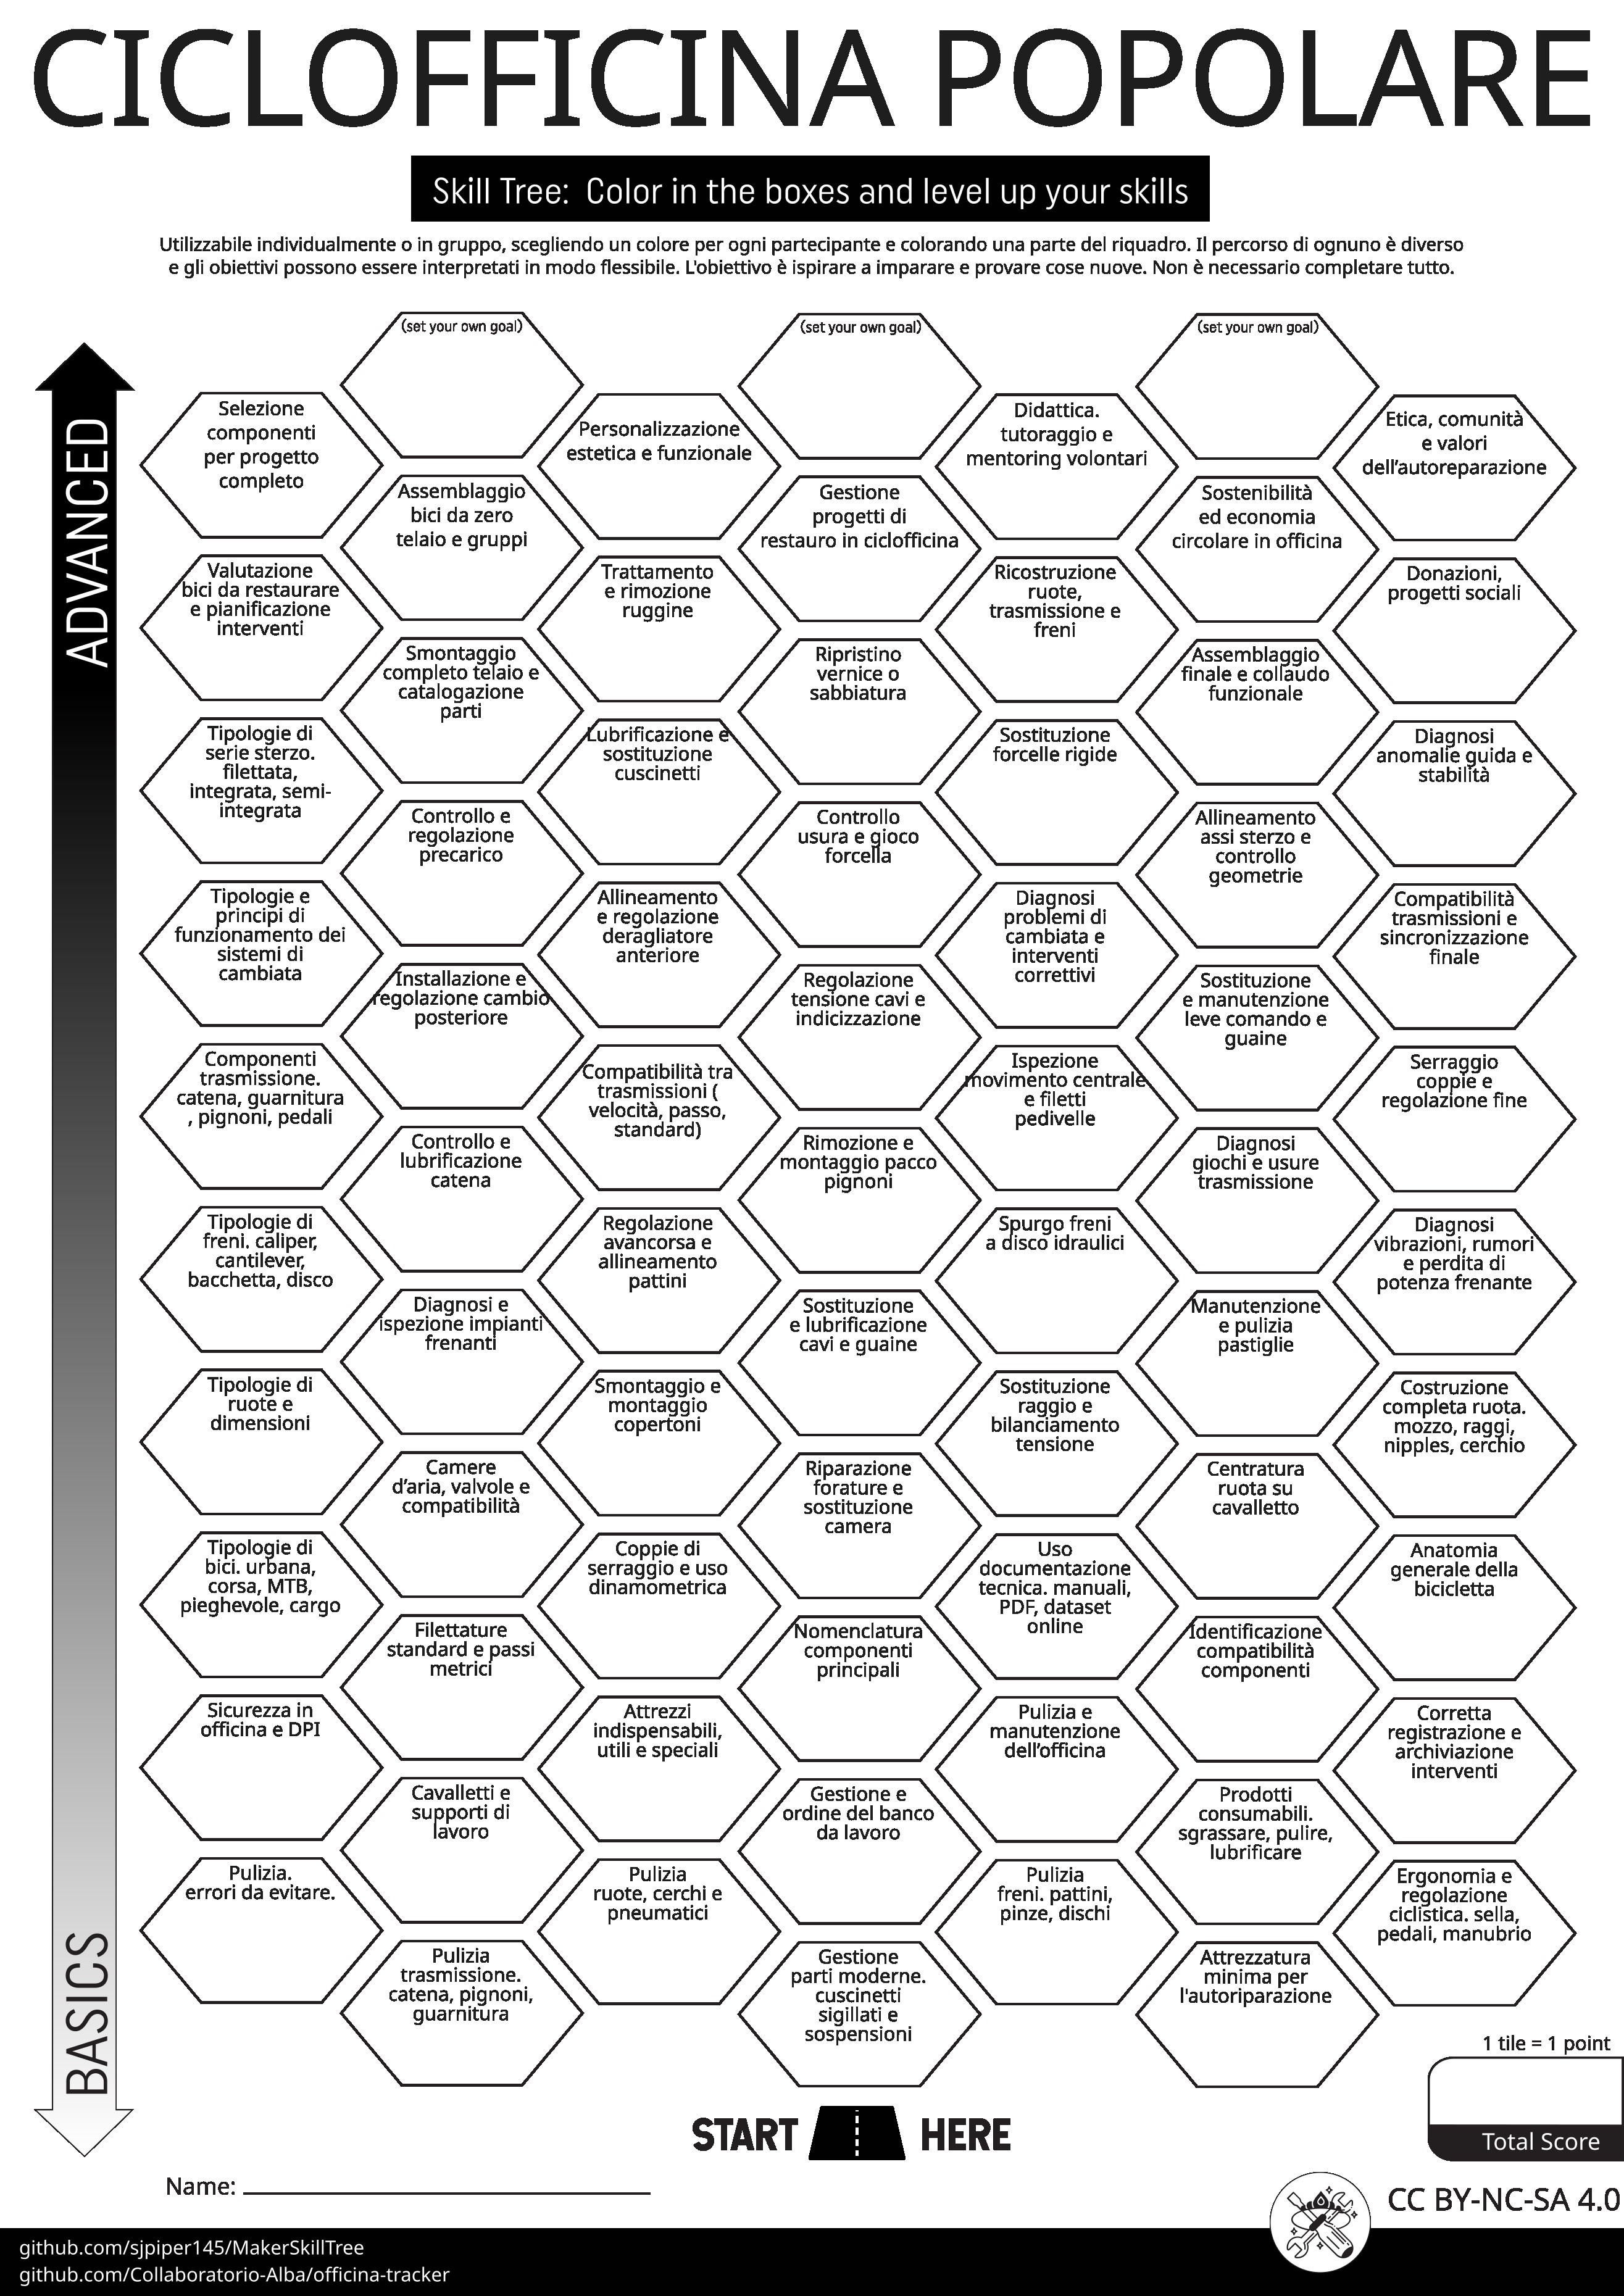 CICLOFFICINA POPOLARE
Skill Tree: Color in the boxes and level up your skills
Utilizzabile individualmente o in gruppo, scegliendo un colore per ogni partecipante e colorando una parte del riquadro. Il percorso di ognuno è diverso
e gli obiettivi possono essere interpretati in modo flessibile. L'obiettivo è ispirare a imparare e provare cose nuove. Non è necessario completare tutto.
ADVANCED
BASICS
(set your own goal)
(set your own goal)
(set your own goal)
Selezione
componenti
per progetto
completo
Personalizzazione
estetica e funzionale
Didattica.
tutoraggio e
mentoring volontari
Etica, comunità
e valori
dell’autoreparazione
Assemblaggio
bici da zero
telaio e gruppi
Gestione
progetti di
restauro in ciclofficina
Sostenibilità
ed economia
circolare in officina
Valutazione
bici da restaurare
e pianificazione
interventi
Trattamento
e rimozione
ruggine
Ricostruzione
ruote,
trasmissione e
freni
Donazioni,
progetti sociali
Smontaggio
completo telaio e
catalogazione
parti
Ripristino
vernice o
sabbiatura
Assemblaggio
finale e collaudo
funzionale
Tipologie di
serie sterzo.
filettata,
integrata, semi-
integrata
Lubrificazione e
sostituzione
cuscinetti
Sostituzione
forcelle rigide
Diagnosi
anomalie guida e
stabilità
Controllo e
regolazione
precarico
Controllo
usura e gioco
forcella
Allineamento
assi sterzo e
controllo
geometrie
Tipologie e
principi di
funzionamento dei
sistemi di
cambiata
Allineamento
e regolazione
deragliatore
anteriore
Diagnosi
problemi di
cambiata e
interventi
correttivi
Compatibilità
trasmissioni e
sincronizzazione
finale
Installazione e
regolazione cambio
posteriore
Regolazione
tensione cavi e
indicizzazione
Sostituzione
e manutenzione
leve comando e
guaine
Componenti
trasmissione.
catena, guarnitura
, pignoni, pedali
Compatibilità tra
trasmissioni (
velocità, passo,
standard)
Ispezione
movimento centrale
e filetti
pedivelle
Serraggio
coppie e
regolazione fine
Controllo e
lubrificazione
catena
Rimozione e
montaggio pacco
pignoni
Diagnosi
giochi e usure
trasmissione
Tipologie di
freni. caliper,
cantilever,
bacchetta, disco
Regolazione
avancorsa e
allineamento
pattini
Spurgo freni
a disco idraulici
Diagnosi
vibrazioni, rumori
e perdita di
potenza frenante
Diagnosi e
ispezione impianti
frenanti
Sostituzione
e lubrificazione
cavi e guaine
Manutenzione
e pulizia
pastiglie
Tipologie di
ruote e
dimensioni
Smontaggio e
montaggio
copertoni
Sostituzione
raggio e
bilanciamento
tensione
Costruzione
completa ruota.
mozzo, raggi,
nipples, cerchio
Camere
d’aria, valvole e
compatibilità
Riparazione
forature e
sostituzione
camera
Centratura
ruota su
cavalletto
Tipologie di
bici. urbana,
corsa, MTB,
pieghevole, cargo
Coppie di
serraggio e uso
dinamometrica
Uso
documentazione
tecnica. manuali,
PDF, dataset
online
Anatomia
generale della
bicicletta
Filettature
standard e passi
metrici
Nomenclatura
componenti
principali
Identificazione
compatibilità
componenti
Sicurezza in
officina e DPI
Attrezzi
indispensabili,
utili e speciali
Pulizia e
manutenzione
dell’officina
Corretta
registrazione e
archiviazione
interventi
Cavalletti e
supporti di
lavoro
Gestione e
ordine del banco
da lavoro
Prodotti
consumabili.
sgrassare, pulire,
lubrificare
Pulizia.
errori da evitare.
Pulizia
ruote, cerchi e
pneumatici
Pulizia
freni. pattini,
pinze, dischi
Ergonomia e
regolazione
ciclistica. sella,
pedali, manubrio
Pulizia
trasmissione.
catena, pignoni,
guarnitura
Gestione
parti moderne.
cuscinetti
sigillati e
sospensioni
Attrezzatura
minima per
l'autoriparazione
1 tile = 1 point
Total Score
START HERE
Name:
CC BY-NC-SA 4.0
github.com/sjpiper145/MakerSkillTree
github.com/Collaboratorio-Alba/officina-tracker